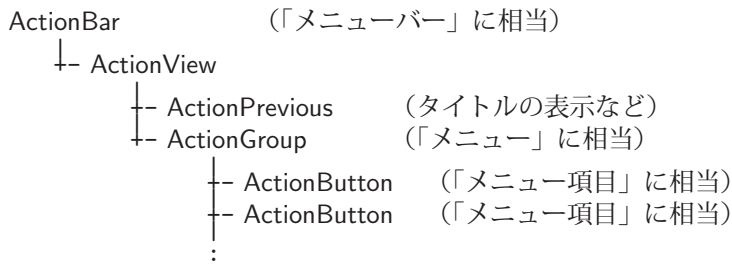 ActionBar （「メニューバー」に相当）
ActionView
ActionPrevious （タイトルの表示など）
ActionGroup （「メニュー」に相当）
ActionButton （「メニュー項目」に相当）
ActionButton （「メニュー項目」に相当）
: